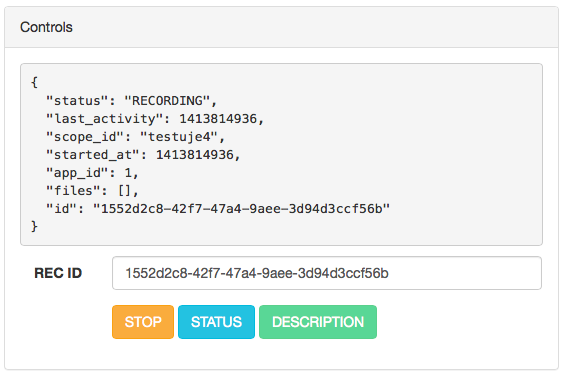 Controls
{
  "status": "RECORDING",
  "last_activity": 1413814936,
  "scope_id": "testuje4",
  "started_at": 1413814936,
  "app_id": 1,
  "files": [],
  "id": "1552d2c8-42f7-47a4-9aee-3d94d3ccf56b"
}
REC ID 1552d2c8-42f7-47a4-9aee-3d94d3ccf56b
STOP STATUS DESCRIPTION